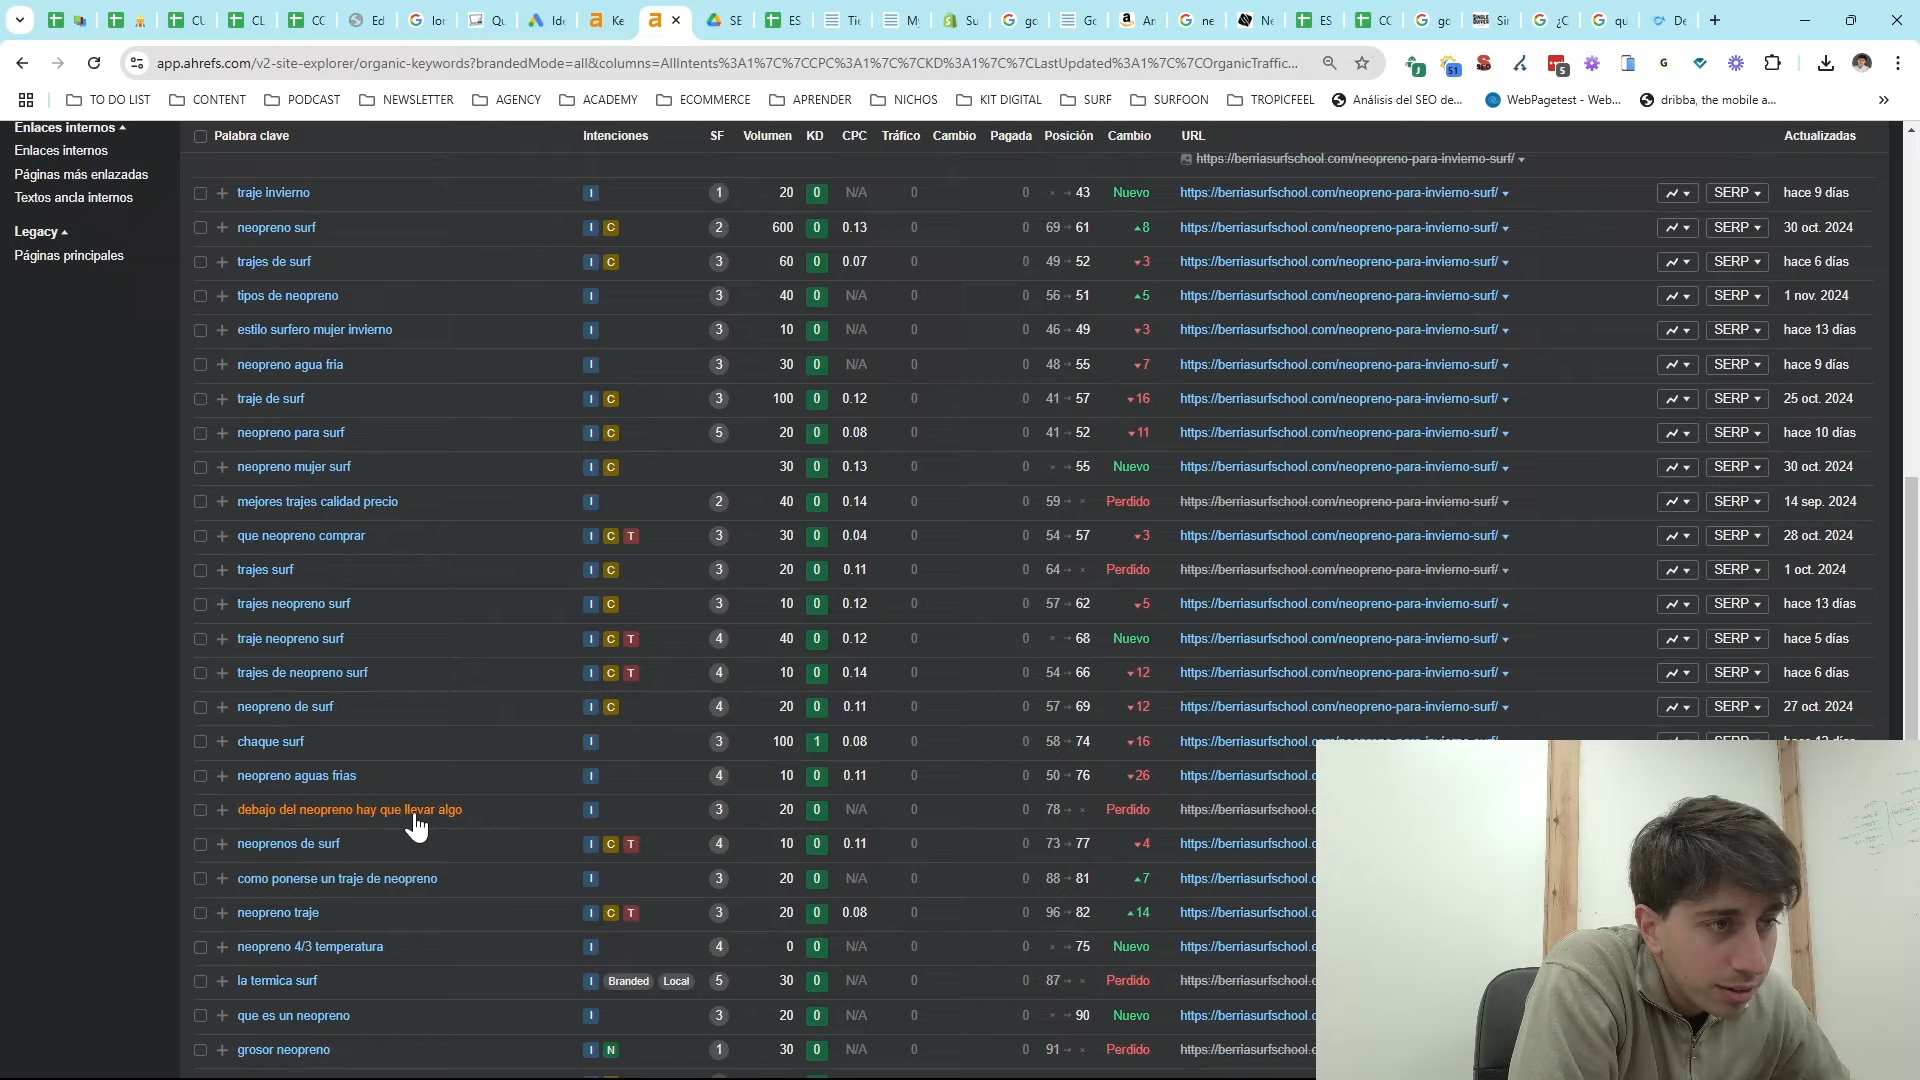 CU
CL
CC
Ed
lor
Qu
Ide
Ke
SE
ES
Tie
My
Su
go
Gc
An
ne
Ne
ES
CC
gc
Sir
¿C
qu
De
app.ahrefs.com/v2-site-explorer/organic-keywords?brandedMode=all&columns=AllIntents%3A1%7C%7CCPC%3A1%7C%7CKD%3A1%7C%7CLastUpdated%3A1%7C%7COrganicTraffic...
TO DO LIST CONTENT PODCAST NEWSLETTER AGENCY ACADEMY ECOMMERCE APRENDER NICHOS KIT DIGITAL SURF SURFOON TROPICFEEL Análisis del SEO de... WebPagetest - Web... dribba, the mobile a...
Enlaces internos
Enlaces internos
Páginas más enlazadas
Textos ancla internos
Legacy
Páginas principales
Palabra clave Intenciones SF Volumen KD CPC Tráfico Cambio Pagada Posición Cambio URL Actualizadas
https://berriasurfschool.com/neopreno-para-invierno-surf/
traje invierno I 1 20 0 N/A 0 0 × → 43 Nuevo https://berriasurfschool.com/neopreno-para-invierno-surf/ SERP hace 9 días
neopreno surf I C 2 600 0 0.13 0 0 69 → 61 8 https://berriasurfschool.com/neopreno-para-invierno-surf/ SERP 30 oct. 2024
trajes de surf I C 3 60 0 0.07 0 0 49 → 52 3 https://berriasurfschool.com/neopreno-para-invierno-surf/ SERP hace 6 días
tipos de neopreno I 3 40 0 N/A 0 0 56 → 51 5 https://berriasurfschool.com/neopreno-para-invierno-surf/ SERP 1 nov. 2024
estilo surfero mujer invierno I 3 10 0 N/A 0 0 46 → 49 3 https://berriasurfschool.com/neopreno-para-invierno-surf/ SERP hace 13 días
neopreno agua fria I 3 30 0 N/A 0 0 48 → 55 7 https://berriasurfschool.com/neopreno-para-invierno-surf/ SERP hace 9 días
traje de surf I C 3 100 0 0.12 0 0 41 → 57 16 https://berriasurfschool.com/neopreno-para-invierno-surf/ SERP 25 oct. 2024
neopreno para surf I C 5 20 0 0.08 0 0 41 → 52 11 https://berriasurfschool.com/neopreno-para-invierno-surf/ SERP hace 10 días
neopreno mujer surf I C 30 0 0.13 0 0 × → 55 Nuevo https://berriasurfschool.com/neopreno-para-invierno-surf/ SERP 30 oct. 2024
mejores trajes calidad precio I 2 40 0 0.14 0 0 59 → × Perdido https://berriasurfschool.com/neopreno-para-invierno-surf/ SERP 14 sep. 2024
que neopreno comprar I C T 3 30 0 0.04 0 0 54 → 57 3 https://berriasurfschool.com/neopreno-para-invierno-surf/ SERP 28 oct. 2024
trajes surf I C 3 20 0 0.11 0 0 64 → × Perdido https://berriasurfschool.com/neopreno-para-invierno-surf/ SERP 1 oct. 2024
trajes neopreno surf I C 3 10 0 0.12 0 0 57 → 62 5 https://berriasurfschool.com/neopreno-para-invierno-surf/ SERP hace 13 días
traje neopreno surf I C T 4 40 0 0.12 0 0 × → 68 Nuevo https://berriasurfschool.com/neopreno-para-invierno-surf/ SERP hace 5 días
trajes de neopreno surf I C T 4 10 0 0.14 0 0 54 → 66 12 https://berriasurfschool.com/neopreno-para-invierno-surf/ SERP hace 6 días
neopreno de surf I C 4 20 0 0.11 0 0 57 → 69 12 https://berriasurfschool.com/neopreno-para-invierno-surf/ SERP 27 oct. 2024
chaque surf I 3 100 1 0.08 0 0 58 → 74 16 https://berriasurfschool.com/neopreno-para-invierno-surf/ SERP
neopreno aguas frias I 4 10 0 0.11 0 0 50 → 76 26 https://berriasurfschool.c
debajo del neopreno hay que llevar algo I 3 20 0 N/A 0 0 78 → × Perdido https://berriasurfschool.c
neoprenos de surf I C T 4 10 0 0.11 0 0 73 → 77 4 https://berriasurfschool.c
como ponerse un traje de neopreno I 3 20 0 N/A 0 0 88 → 81 7 https://berriasurfschool.c
neopreno traje I C T 3 20 0 0.08 0 0 96 → 82 14 https://berriasurfschool.c
neopreno 4/3 temperatura I 4 0 0 N/A 0 0 × → 75 Nuevo https://berriasurfschool.c
la termica surf I Branded Local 5 30 0 N/A 0 0 87 → × Perdido https://berriasurfschool.c
que es un neopreno I 3 20 0 N/A 0 0 × → 90 Nuevo https://berriasurfschool.c
grosor neopreno I N 1 30 0 N/A 0 0 91 → × Perdido https://berriasurfschool.c